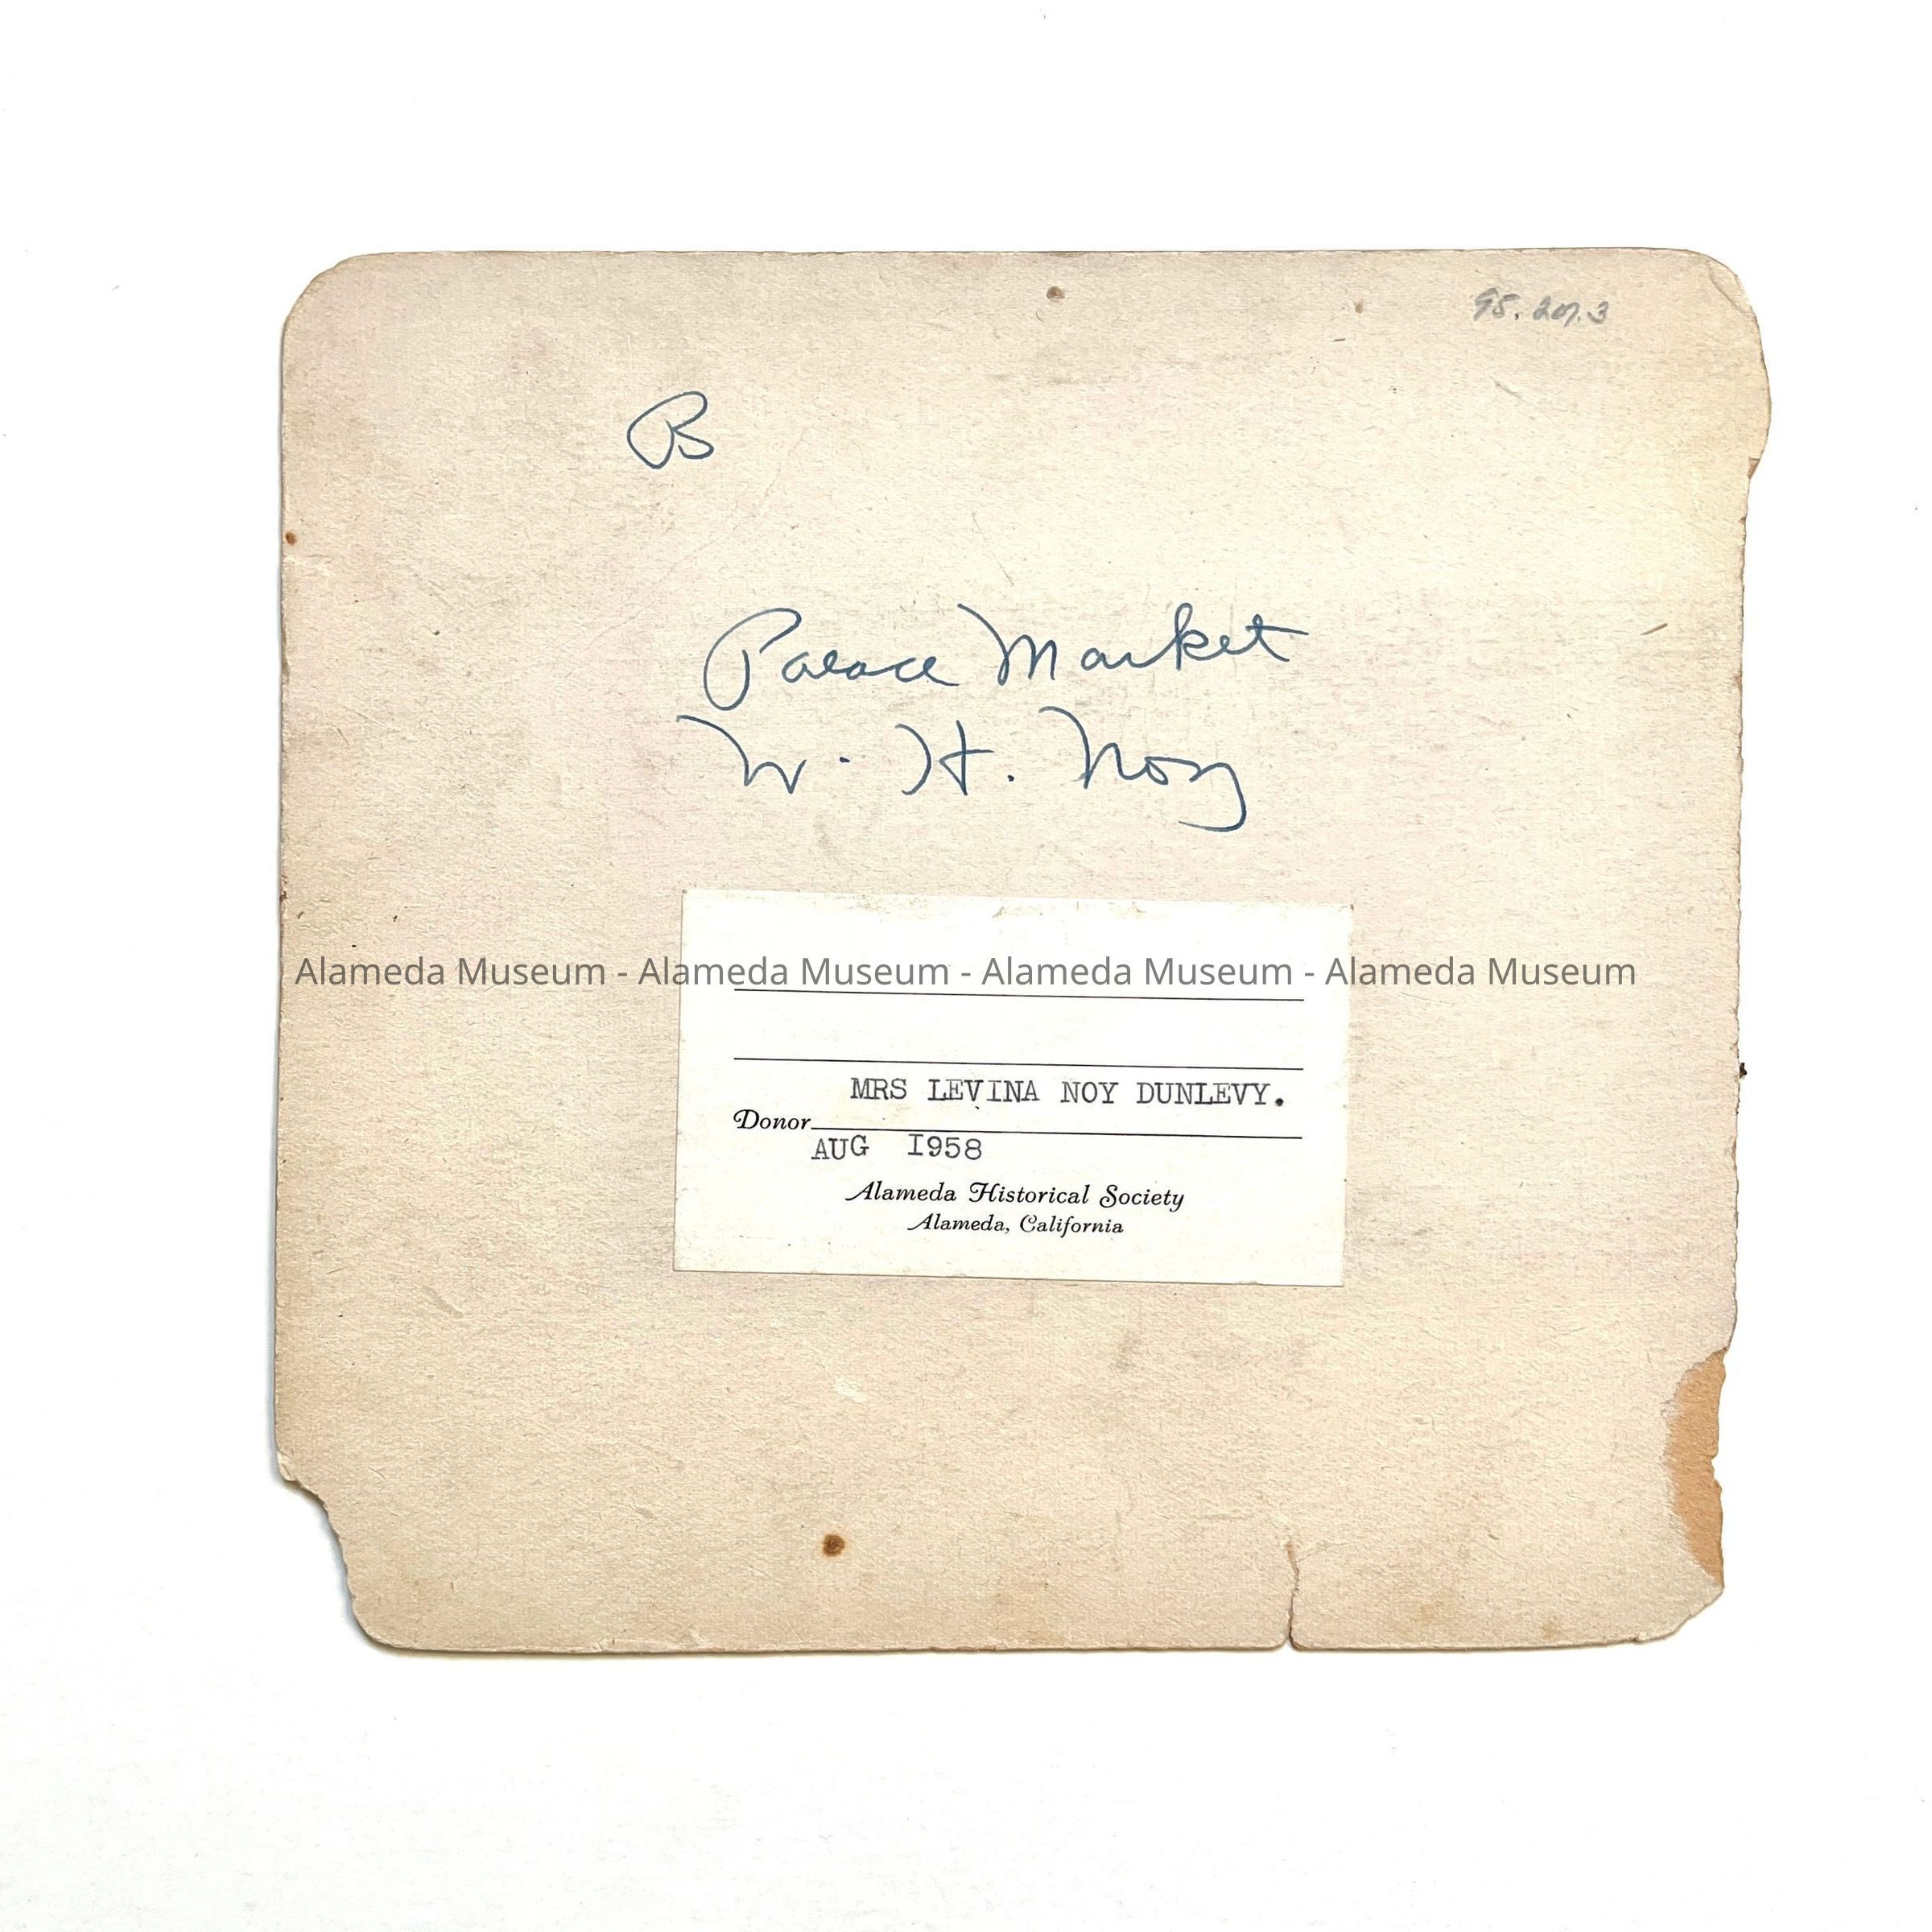 95.207.3
B
Palace Market
W. H. Noy
Alameda Museum - Alameda Museum - Alameda Museum - Alameda Museum
MRS LEVINA NOY DUNLEVY.
Donor
AUG 1958
Alameda Historical Society
Alameda, California